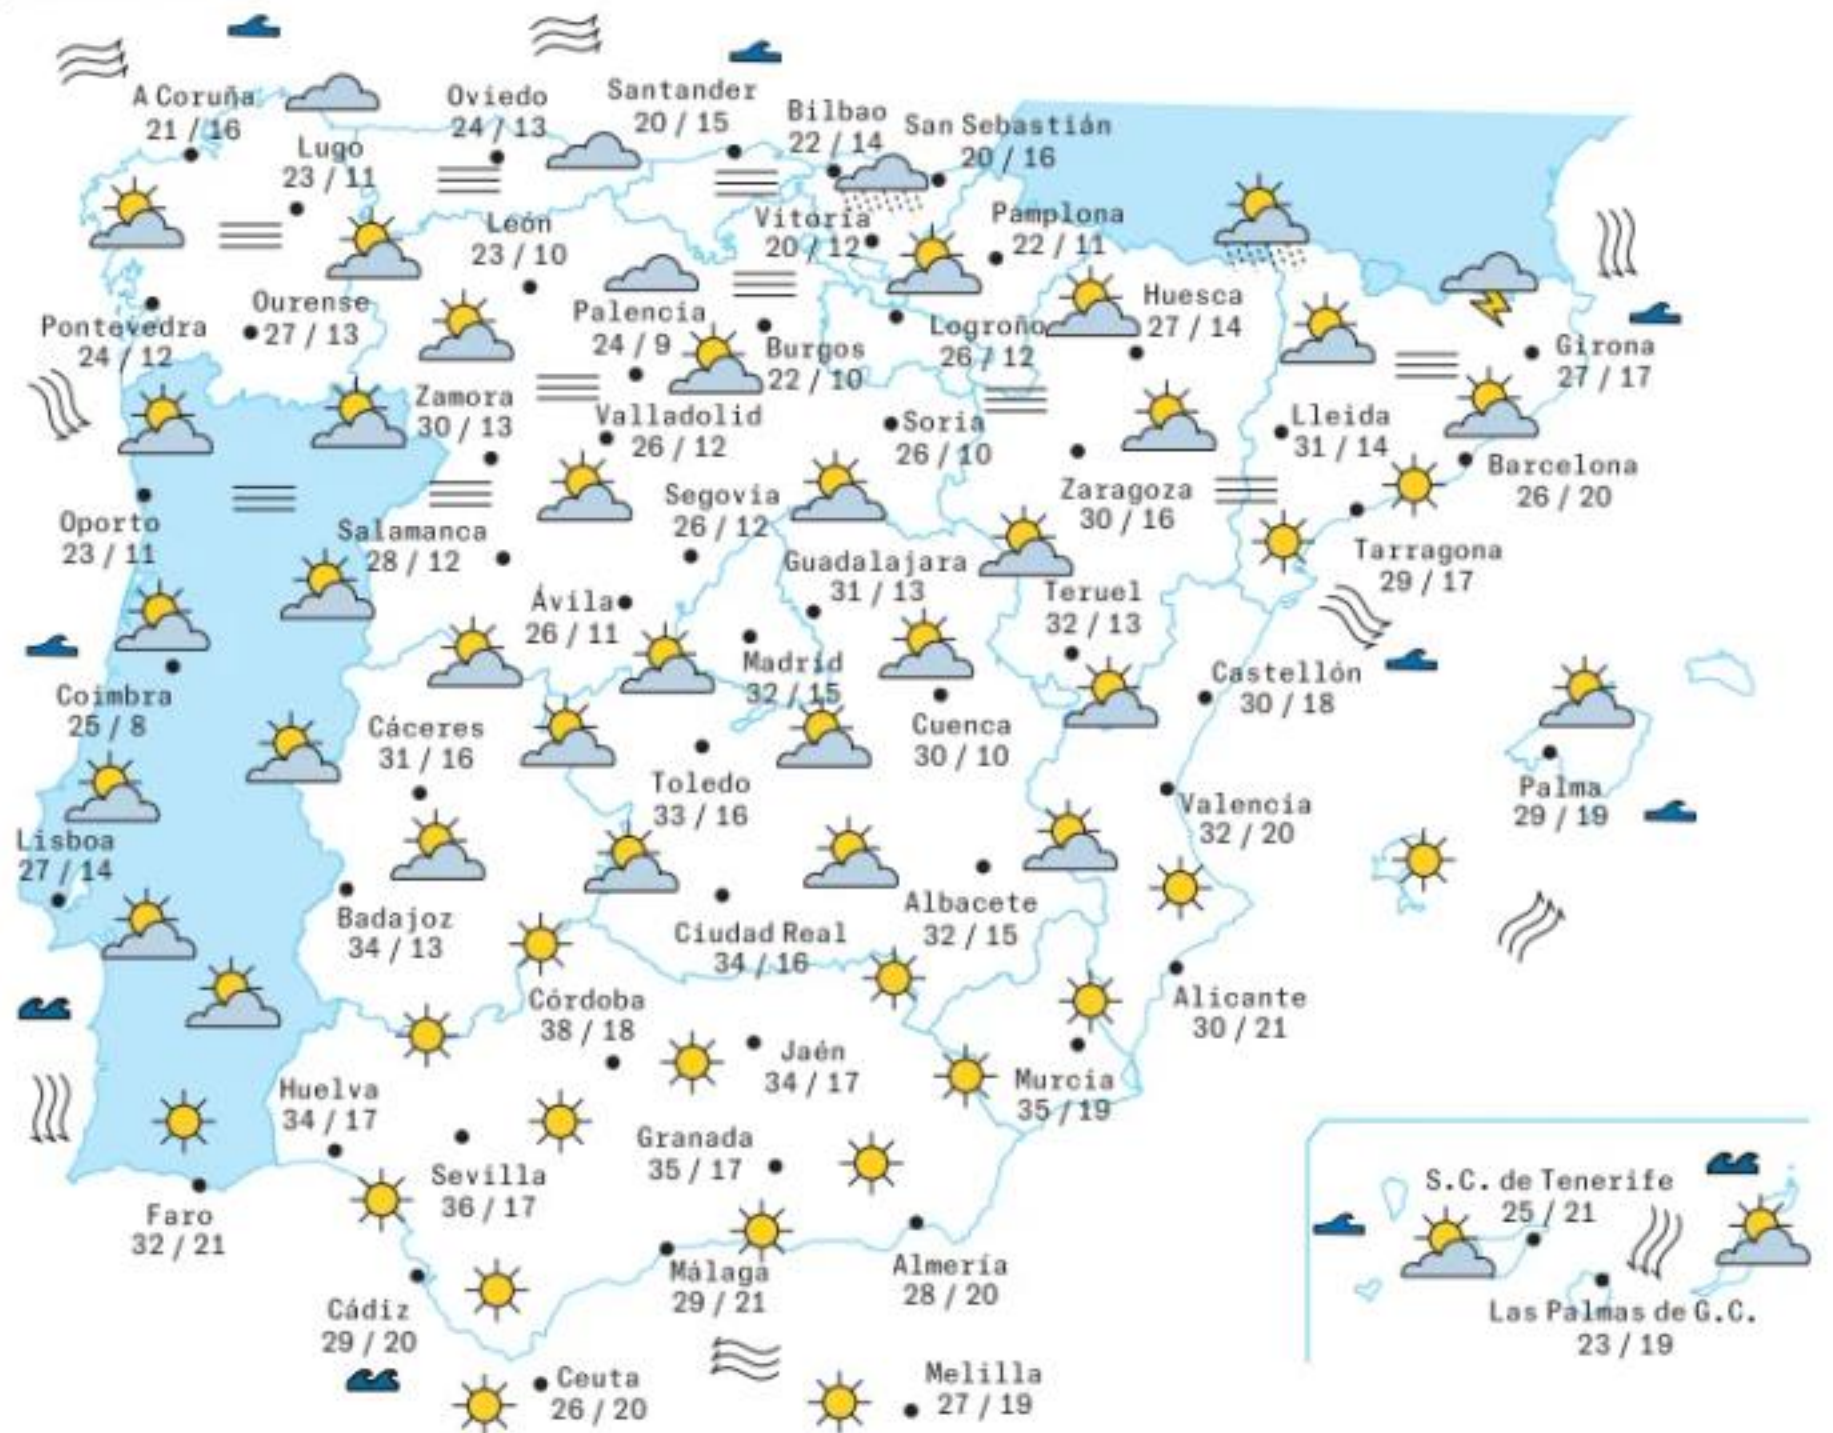 A Coruña
21 / 16
Oviedo
24 / 13
Santander
20 / 15
Bilbao
22 / 14
San Sebastián
20 / 16
Lugo
23 / 11
León
23 / 10
Vitoria
20 / 12
Pamplona
22 / 11
Pontevedra
24 / 12
Ourense
27 / 13
Palencia
24 / 9
Burgos
22 / 10
Logroño
26 / 12
Huesca
27 / 14
Girona
27 / 17
Zamora
30 / 13
Valladolid
26 / 12
Soria
26 / 10
Lleida
31 / 14
Barcelona
26 / 20
Oporto
23 / 11
Salamanca
28 / 12
Segovia
26 / 12
Zaragoza
30 / 16
Tarragona
29 / 17
Guadalajara
31 / 13
Ávila
26 / 11
Teruel
32 / 13
Coimbra
25 / 8
Madrid
32 / 15
Castellón
30 / 18
Cáceres
31 / 16
Cuenca
30 / 10
Toledo
33 / 16
Palma
29 / 19
Valencia
32 / 20
Lisboa
27 / 14
Badajoz
34 / 13
Ciudad Real
34 / 16
Albacete
32 / 15
Alicante
30 / 21
Córdoba
38 / 18
Jaén
34 / 17
Murcia
35 / 19
Huelva
34 / 17
Sevilla
36 / 17
Granada
35 / 17
Faro
32 / 21
Málaga
29 / 21
Almería
28 / 20
Cádiz
29 / 20
Ceuta
26 / 20
Melilla
27 / 19
S.C. de Tenerife
25 / 21
Las Palmas de G.C.
23 / 19